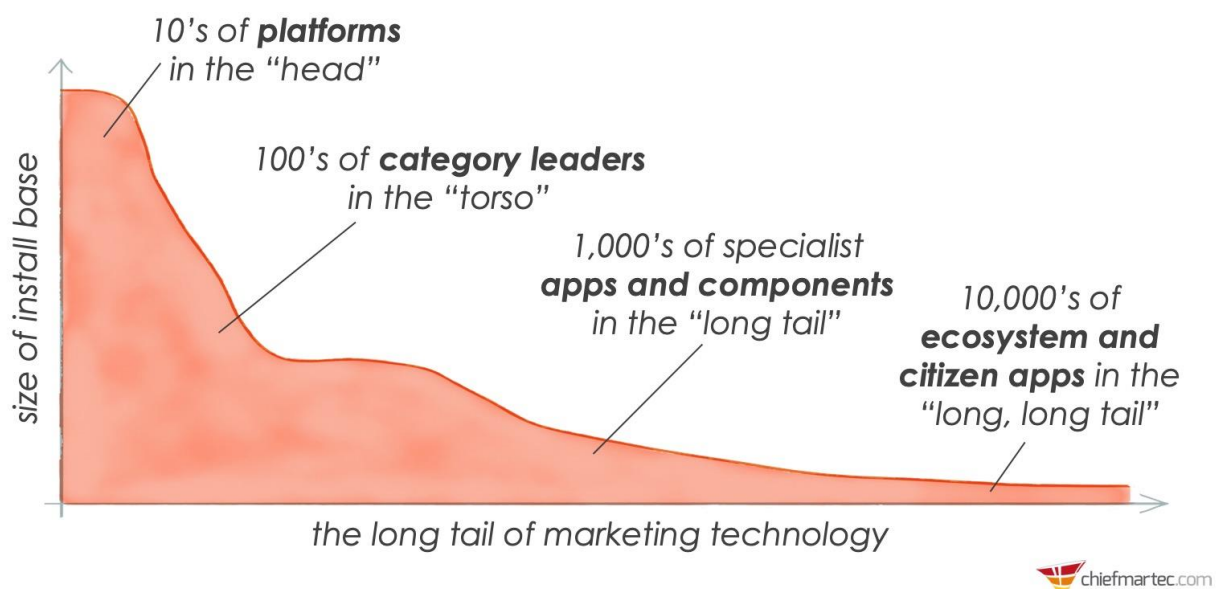 10's of platforms
in the “head”
100's of category leaders
in the “torso”
1,000's of specialist
apps and components
in the “long tail”
10,000's of
ecosystem and
citizen apps in the
“long, long tail”
size of install base
the long tail of marketing technology
chiefmartec.com